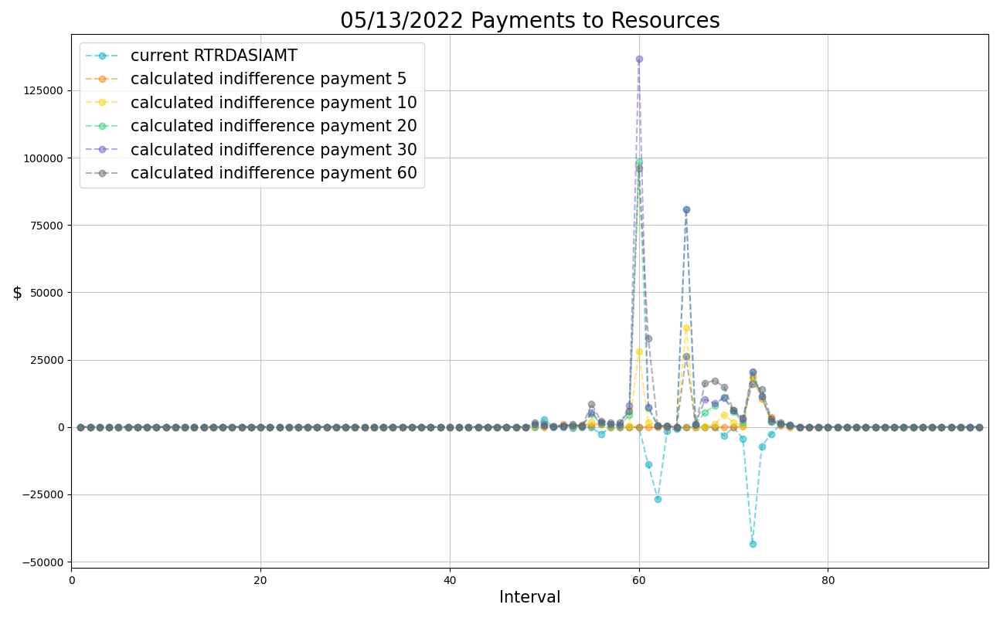 05/13/2022 Payments to Resources
current RTRDASIAMT
calculated indifference payment 5
calculated indifference payment 10
calculated indifference payment 20
calculated indifference payment 30
calculated indifference payment 60
125000
100000
75000
50000
$
25000
0
−25000
−50000
0 20 40 60 80
Interval